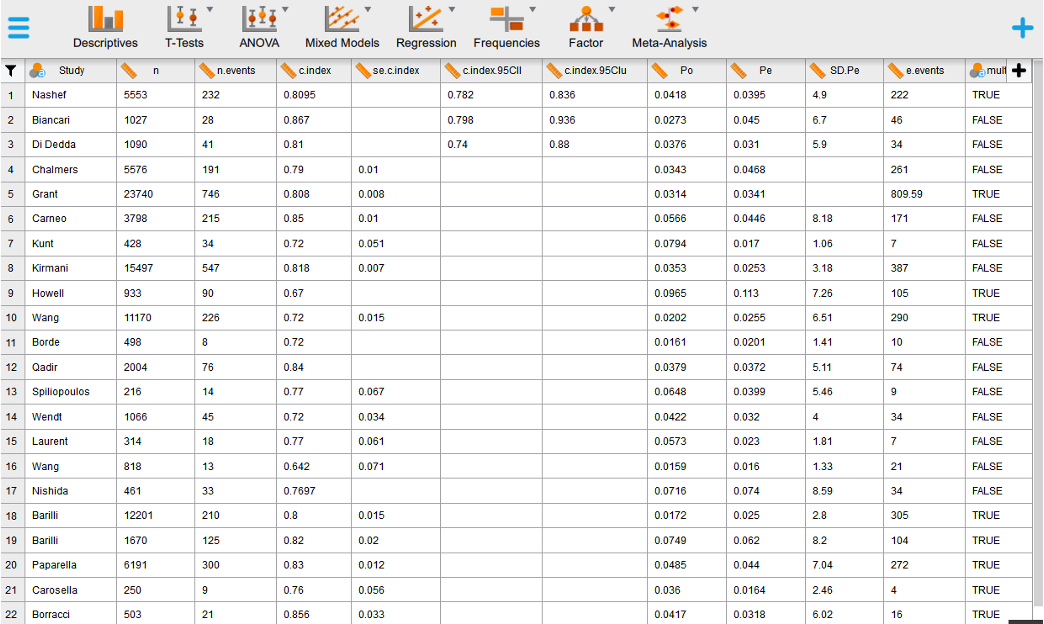 Descriptives T-Tests ANOVA Mixed Models Regression Frequencies Factor Meta-Analysis
Study n n.events c.index se.c.index c.index.95CIl c.index.95CIu Po Pe SD.Pe e.events mult
1 Nashef 5553 232 0.8095 0.782 0.836 0.0418 0.0395 4.9 222 TRUE
2 Biancari 1027 28 0.867 0.798 0.936 0.0273 0.045 6.7 46 FALSE
3 Di Dedda 1090 41 0.81 0.74 0.88 0.0376 0.031 5.9 34 FALSE
4 Chalmers 5576 191 0.79 0.01 0.0343 0.0468 261 FALSE
5 Grant 23740 746 0.808 0.008 0.0314 0.0341 809.59 TRUE
6 Carneo 3798 215 0.85 0.01 0.0566 0.0446 8.18 171 FALSE
7 Kunt 428 34 0.72 0.051 0.0794 0.017 1.06 7 FALSE
8 Kirmani 15497 547 0.818 0.007 0.0353 0.0253 3.18 387 FALSE
9 Howell 933 90 0.67 0.0965 0.113 7.26 105 TRUE
10 Wang 11170 226 0.72 0.015 0.0202 0.0255 6.51 290 TRUE
11 Borde 498 8 0.72 0.0161 0.0201 1.41 10 FALSE
12 Qadir 2004 76 0.84 0.0379 0.0372 5.11 74 FALSE
13 Spiliopoulos 216 14 0.77 0.067 0.0648 0.0399 5.46 9 FALSE
14 Wendt 1066 45 0.72 0.034 0.0422 0.032 4 34 FALSE
15 Laurent 314 18 0.77 0.061 0.0573 0.023 1.81 7 FALSE
16 Wang 818 13 0.642 0.071 0.0159 0.016 1.33 21 FALSE
17 Nishida 461 33 0.7697 0.0716 0.074 8.59 34 FALSE
18 Barilli 12201 210 0.8 0.015 0.0172 0.025 2.8 305 TRUE
19 Barilli 1670 125 0.82 0.02 0.0749 0.062 8.2 104 TRUE
20 Paparella 6191 300 0.83 0.012 0.0485 0.044 7.04 272 TRUE
21 Carosella 250 9 0.76 0.056 0.036 0.0164 2.46 4 TRUE
22 Borracci 503 21 0.856 0.033 0.0417 0.0318 6.02 16 TRUE